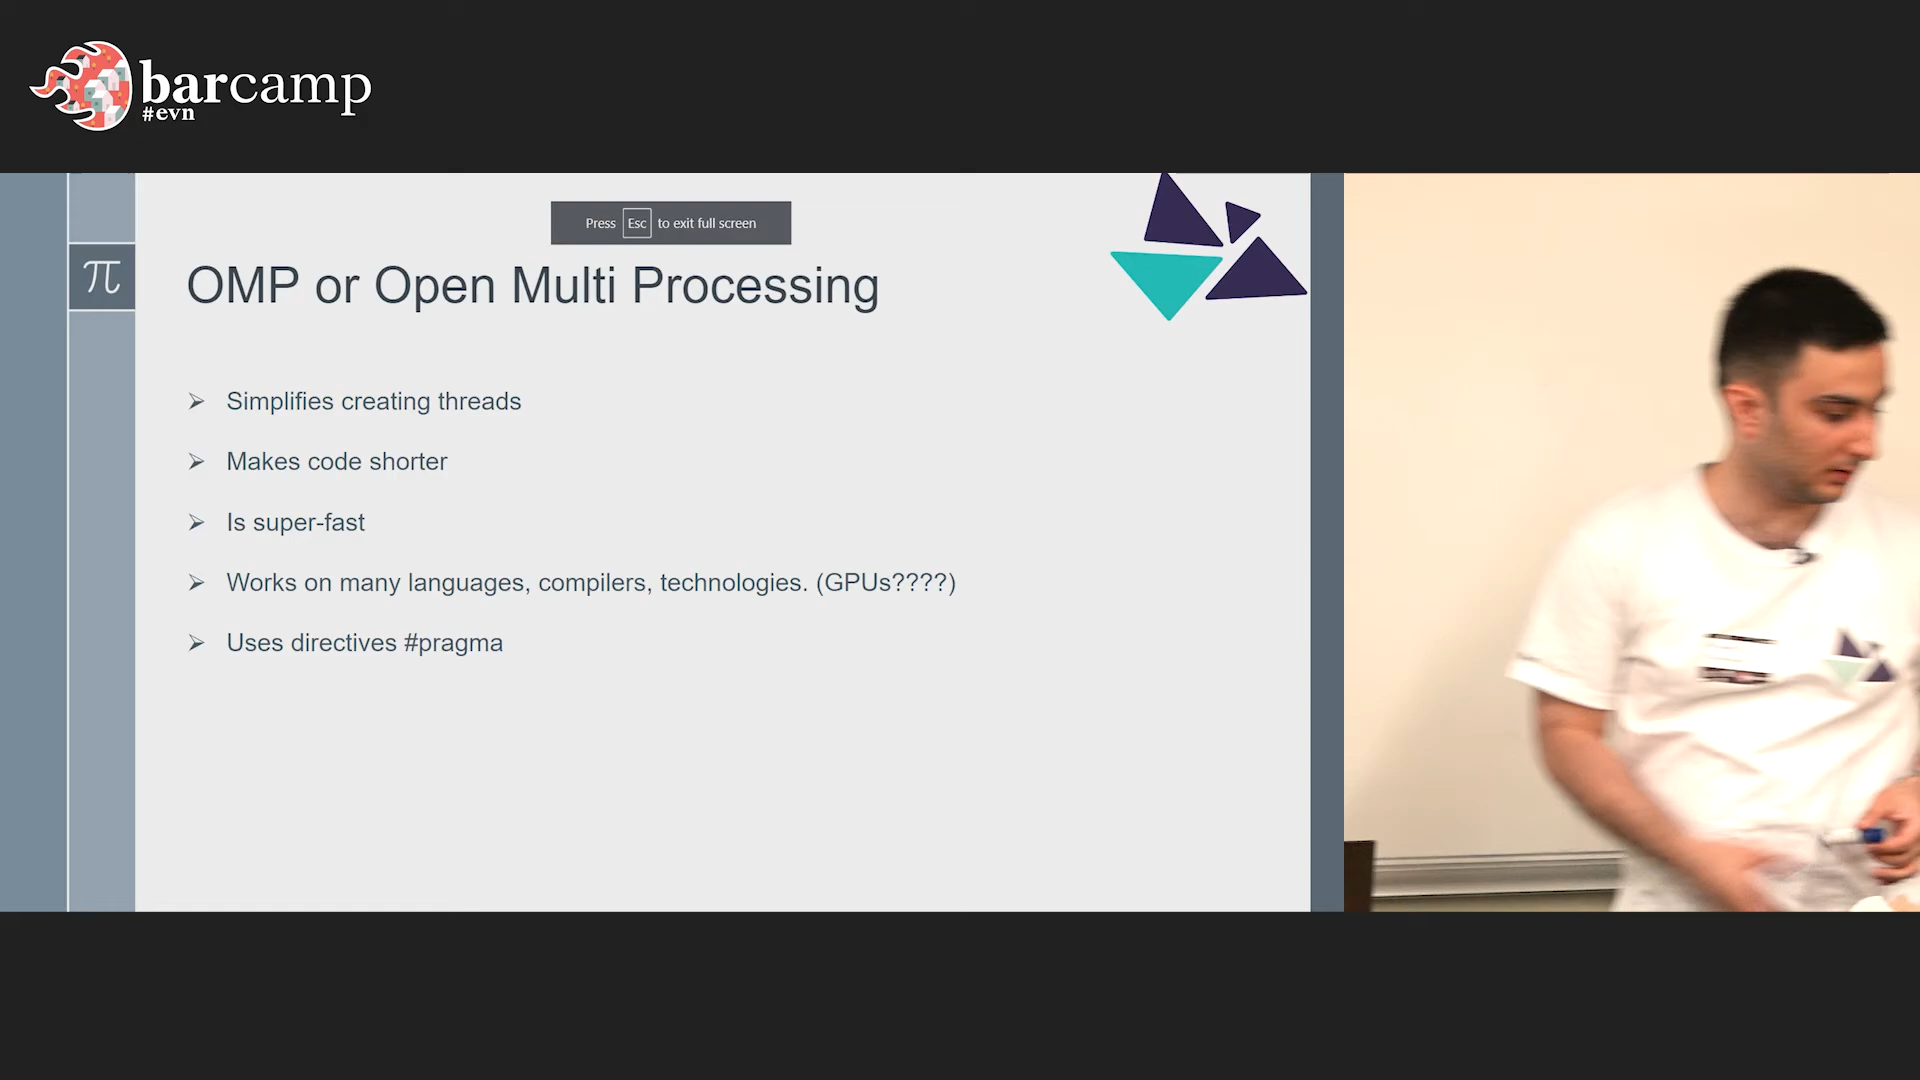 barcamp
#evn
Press Esc to exit full screen
π
OMP or Open Multi Processing
➢ Simplifies creating threads
➢ Makes code shorter
➢ Is super-fast
➢ Works on many languages, compilers, technologies. (GPUs????)
➢ Uses directives #pragma